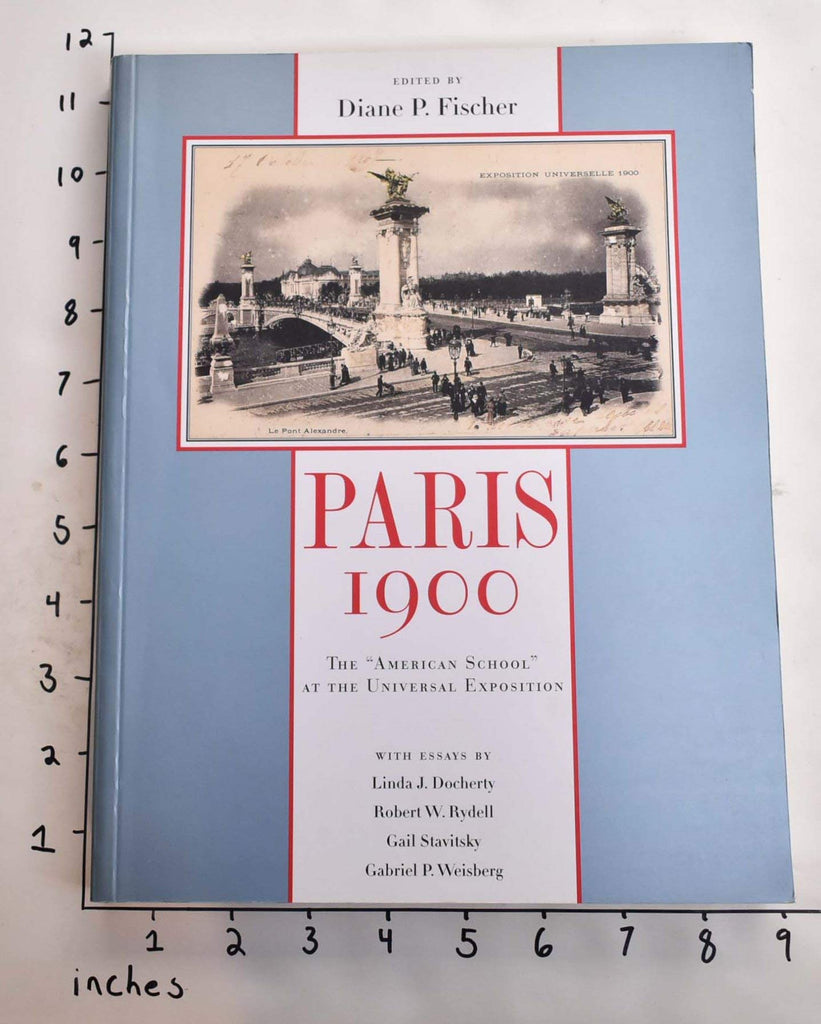 EDITED BY
Diane P. Fischer
17 October
EXPOSITION UNIVERSELLE 1900
Le Pont Alexandre.
PARIS
1900
THE "AMERICAN SCHOOL"
AT THE UNIVERSAL EXPOSITION
WITH ESSAYS BY
Linda J. Docherty
Robert W. Rydell
Gail Stavitsky
Gabriel P. Weisberg
12
11
10
9
8
7
6
5
4
3
2
1
1 2 3 4 5 6 7 8 9
inches